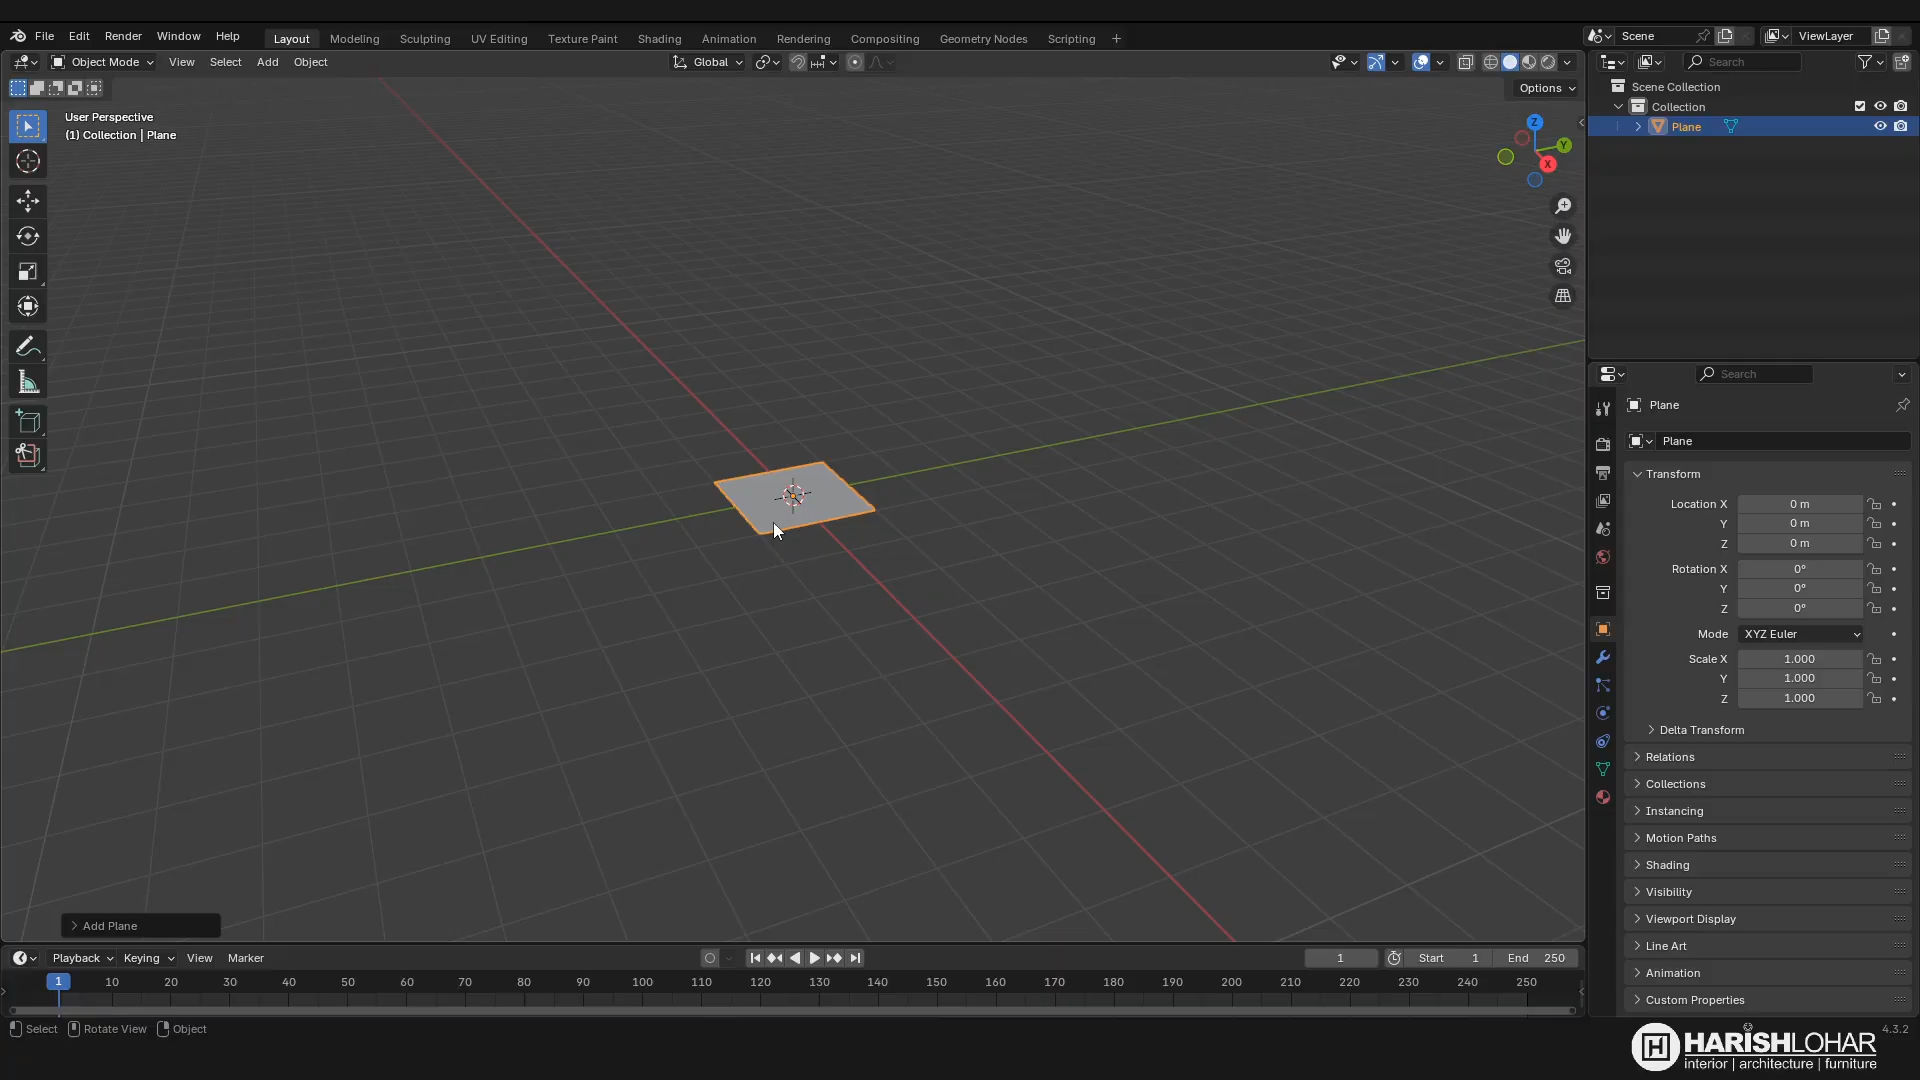 File Edit Render Window Help Layout Modeling Sculpting UV Editing Texture Paint Shading Animation Rendering Compositing Geometry Nodes Scripting + Scene ViewLayer
Object Mode View Select Add Object Global Search
Options
User Perspective
(1) Collection | Plane
Z
Y
X
Scene Collection
Collection
Plane
Search
Plane
Plane
Transform
Location X 0 m
Y 0 m
Z 0 m
Rotation X 0°
Y 0°
Z 0°
Mode XYZ Euler
Scale X 1.000
Y 1.000
Z 1.000
Delta Transform
Relations
Collections
Instancing
Motion Paths
Shading
Visibility
Viewport Display
Line Art
Animation
Custom Properties
Add Plane
Playback Keying View Marker 1 Start 1 End 250
1 10 20 30 40 50 60 70 80 90 100 110 120 130 140 150 160 170 180 190 200 210 220 230 240 250
Select Rotate View Object 4.3.2
HARISHLOHAR
interior | architecture | furniture